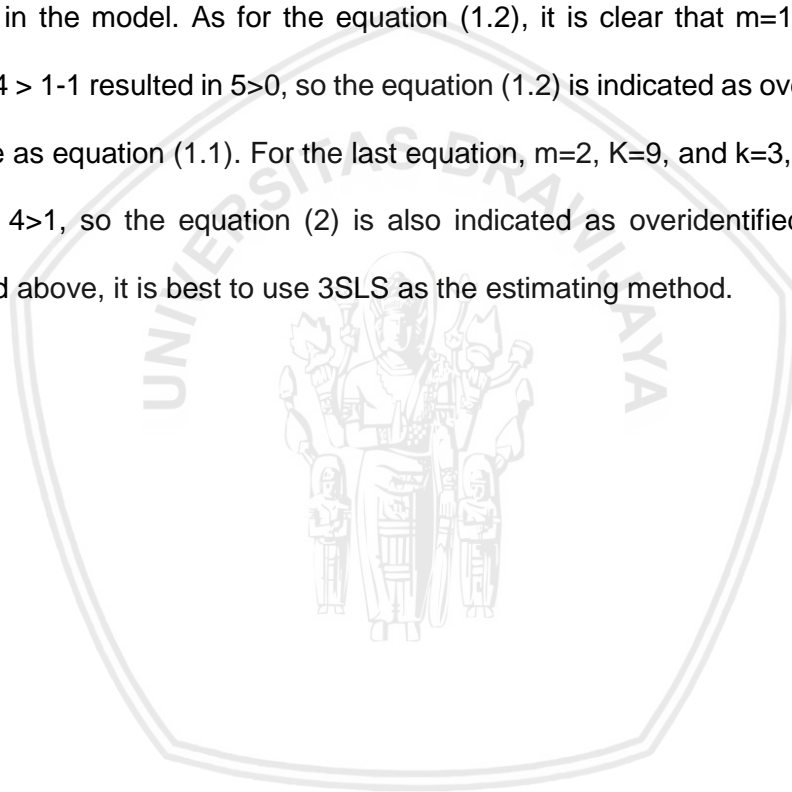 in the model. As for the equation (1.2), it is clear that m=1
4 > 1-1 resulted in 5>0, so the equation (1.2) is indicated as ove
e as equation (1.1). For the last equation, m=2, K=9, and k=3,
4>1, so the equation (2) is also indicated as overidentified
d above, it is best to use 3SLS as the estimating method.
UNIVERSITAS BRAWIJAYA